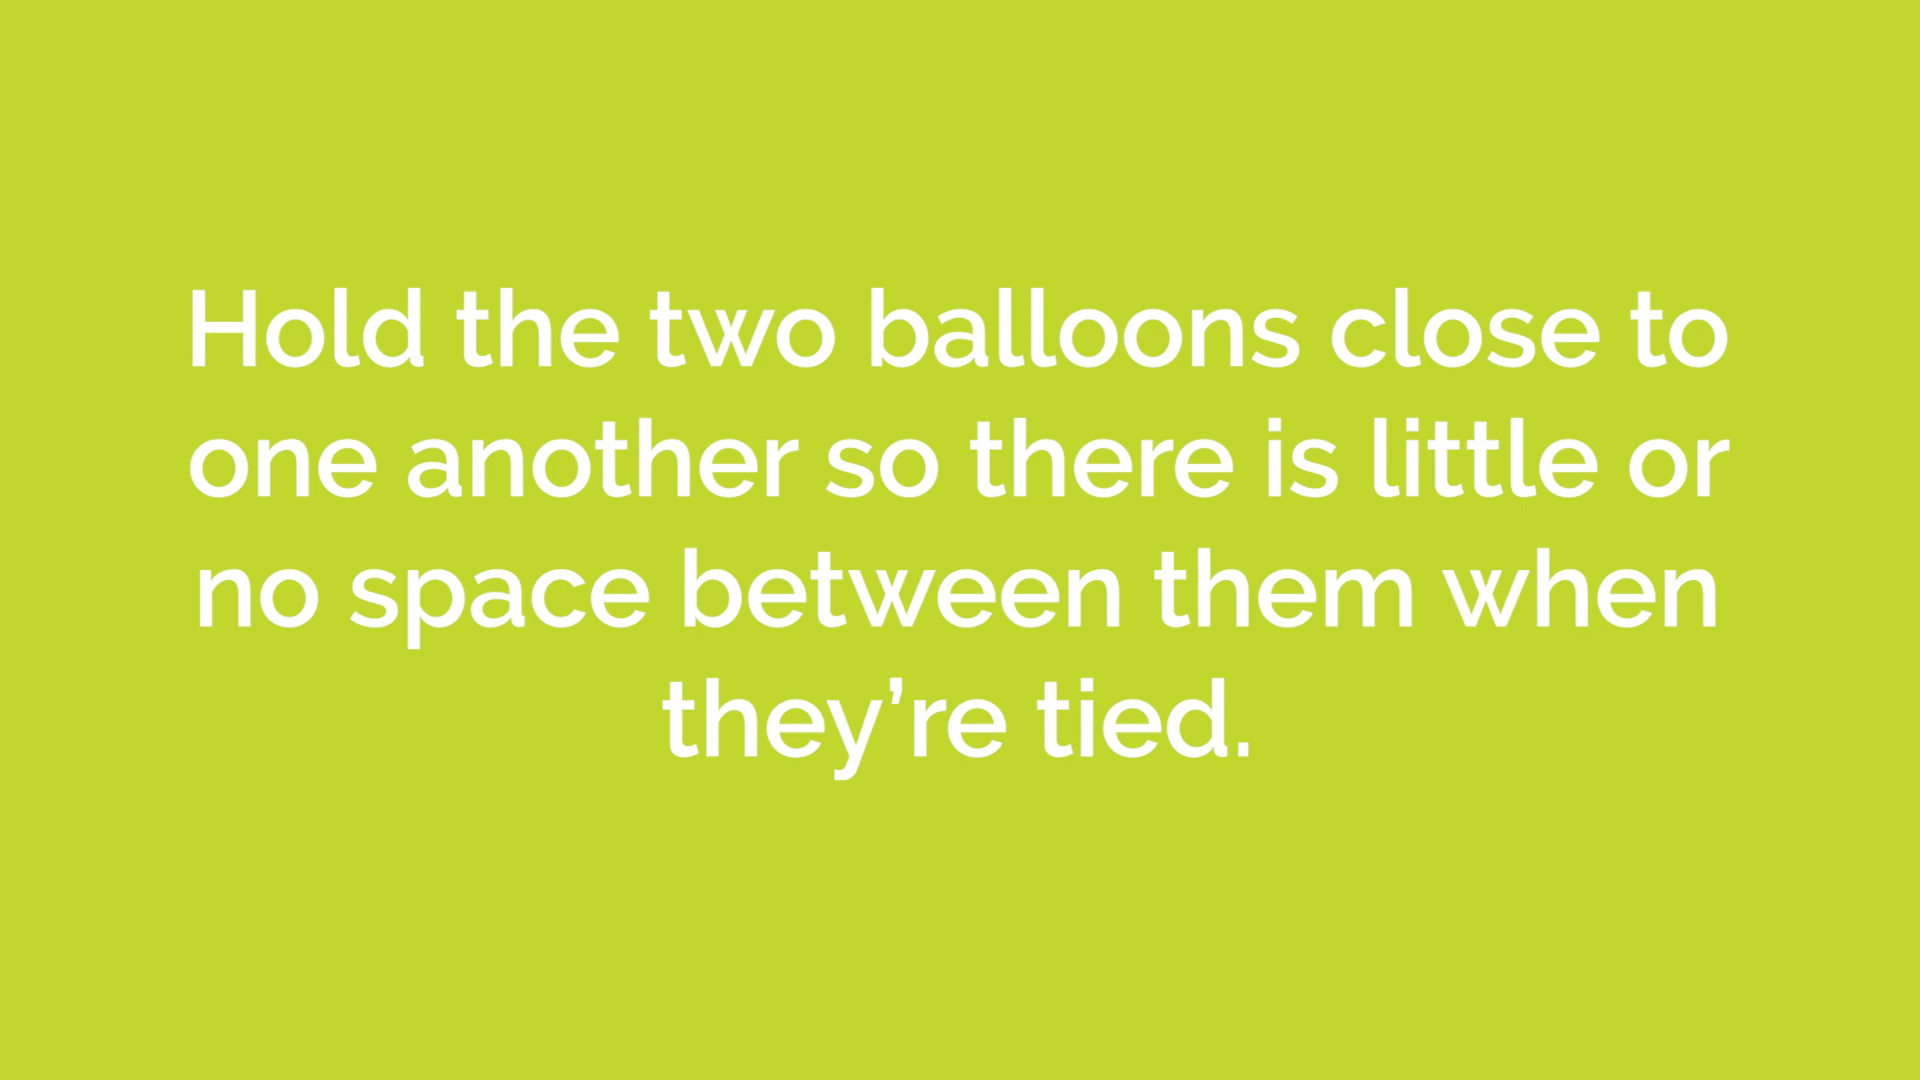 Hold the two balloons close to
one another so there is little or
no space between them when
they’re tied.